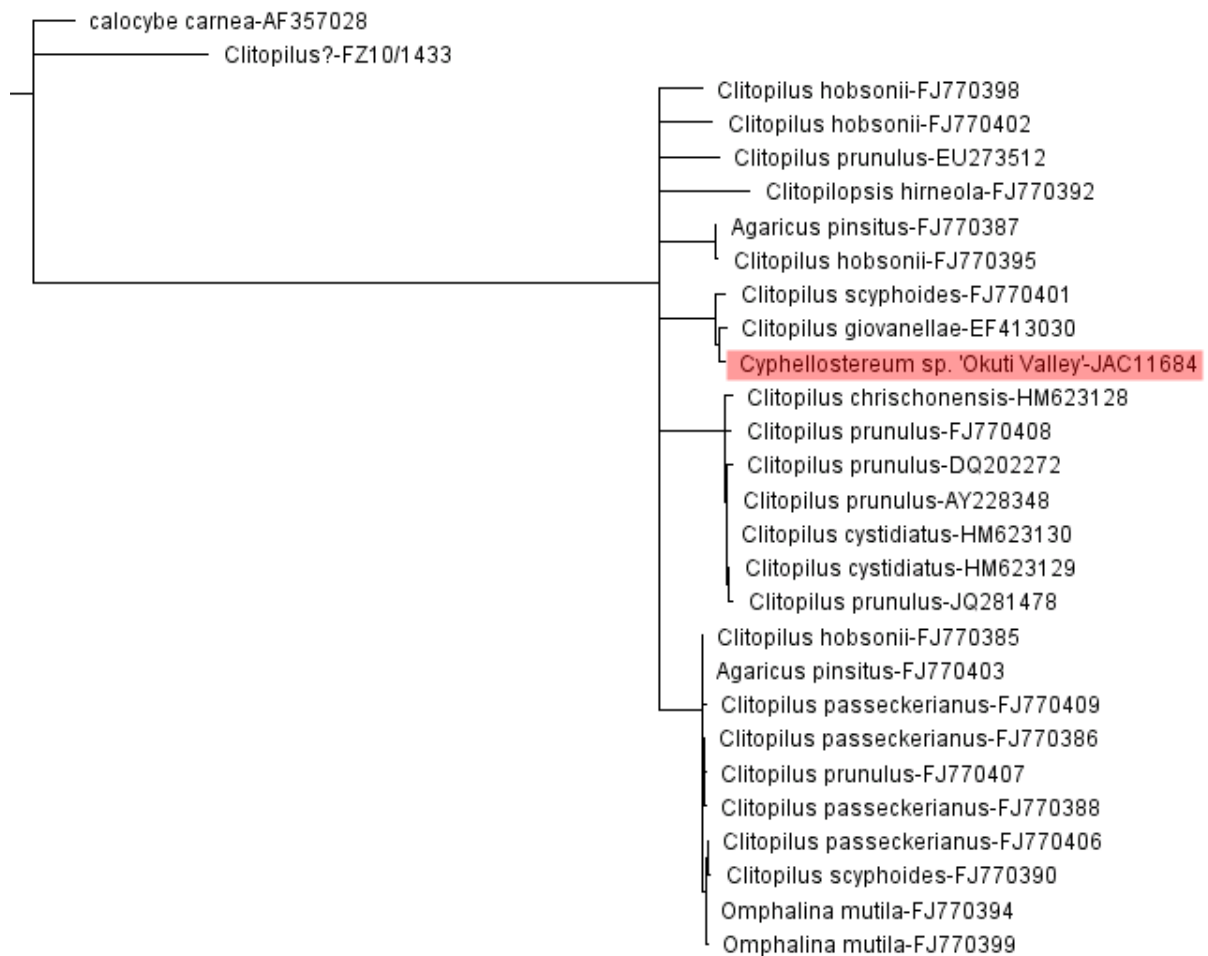 calocybe carnea-AF357028
Clitopilus?-FZ10/1433
Clitopilus hobsonii-FJ770398
Clitopilus hobsonii-FJ770402
Clitopilus prunulus-EU273512
Clitopilopsis hirneola-FJ770392
Agaricus pinsitus-FJ770387
Clitopilus hobsonii-FJ770395
Clitopilus scyphoides-FJ770401
Clitopilus giovanellae-EF413030
Cyphellostereum sp. 'Okuti Valley'-JAC11684
Clitopilus chrischonensis-HM623128
Clitopilus prunulus-FJ770408
Clitopilus prunulus-DQ202272
Clitopilus prunulus-AY228348
Clitopilus cystidiatus-HM623130
Clitopilus cystidiatus-HM623129
Clitopilus prunulus-JQ281478
Clitopilus hobsonii-FJ770385
Agaricus pinsitus-FJ770403
Clitopilus passeckerianus-FJ770409
Clitopilus passeckerianus-FJ770386
Clitopilus prunulus-FJ770407
Clitopilus passeckerianus-FJ770388
Clitopilus passeckerianus-FJ770406
Clitopilus scyphoides-FJ770390
Omphalina mutila-FJ770394
Omphalina mutila-FJ770399